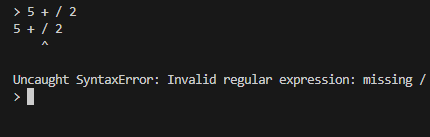 > 5 + / 2
5 + / 2
    ^
Uncaught SyntaxError: Invalid regular expression: missing /
>